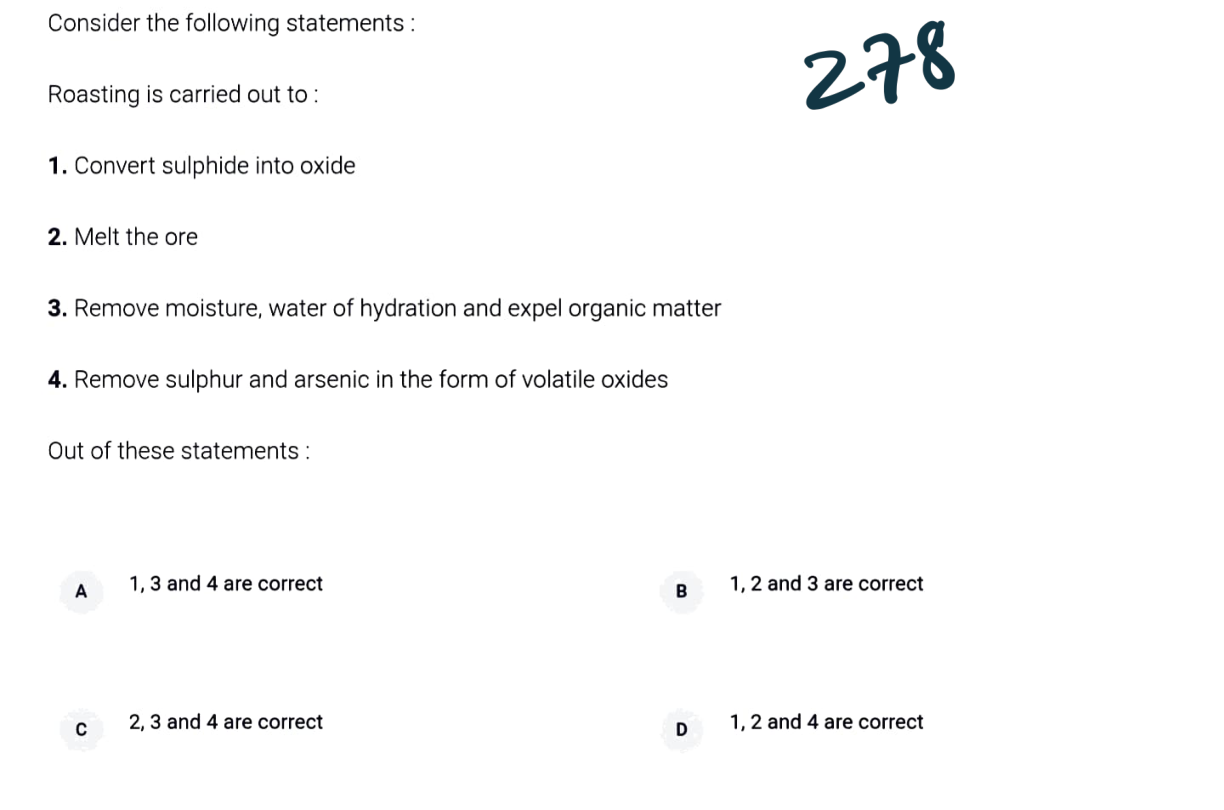 Consider the following statements :
278
Roasting is carried out to :
1. Convert sulphide into oxide
2. Melt the ore
3. Remove moisture, water of hydration and expel organic matter
4. Remove sulphur and arsenic in the form of volatile oxides
Out of these statements :
A 1, 3 and 4 are correct
B 1, 2 and 3 are correct
C 2, 3 and 4 are correct
D 1, 2 and 4 are correct